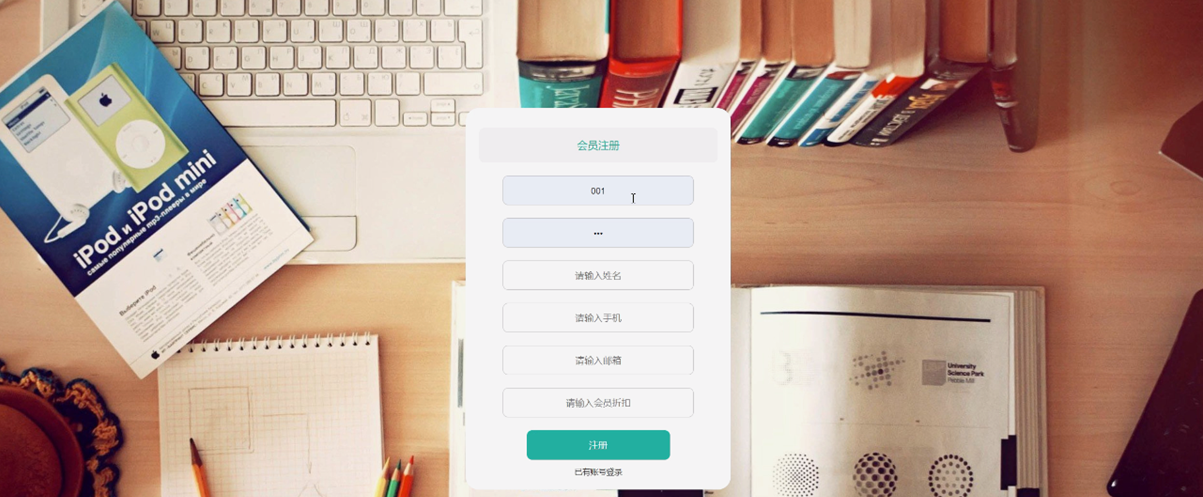 会员注册
001
•••
请输入姓名
请输入手机
请输入邮箱
请输入会员折扣
注册
已有账号登录
iPod и iPod mini
самые популярные mp3-плееры в мире
Выберите iPod
University
Science Park